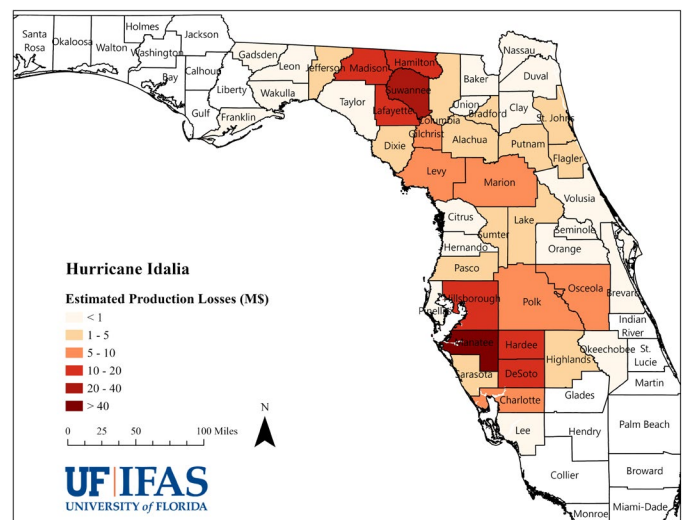 Holmes
Jackson
Santa
Rosa
Okaloosa
Walton
Washington
Bay
Calhoun
Gadsden
Leon
Liberty
Wakulla
Gulf
Franklin
Jefferson
Madison
Hamilton
Taylor
Suwannee
Lafayette
Columbia
Baker
Nassau
Duval
Union
Bradford
Clay
St. Johns
Gilchrist
Dixie
Alachua
Putnam
Flagler
Levy
Marion
Volusia
Citrus
Lake
Sumter
Seminole
Hernando
Orange
Pasco
Hillsborough
Pinellas
Polk
Osceola
Brevard
Indian
River
Manatee
Hardee
Okeechobee
St.
Lucie
Highlands
Sarasota
DeSoto
Martin
Charlotte
Glades
Lee
Hendry
Palm Beach
Collier
Broward
Monroe
Miami-Dade
Hurricane Idalia
Estimated Production Losses (M$)
< 1
1 - 5
5 - 10
10 - 20
20 - 40
> 40
0 50 100 Miles
N
UF|IFAS
UNIVERSITY of FLORIDA